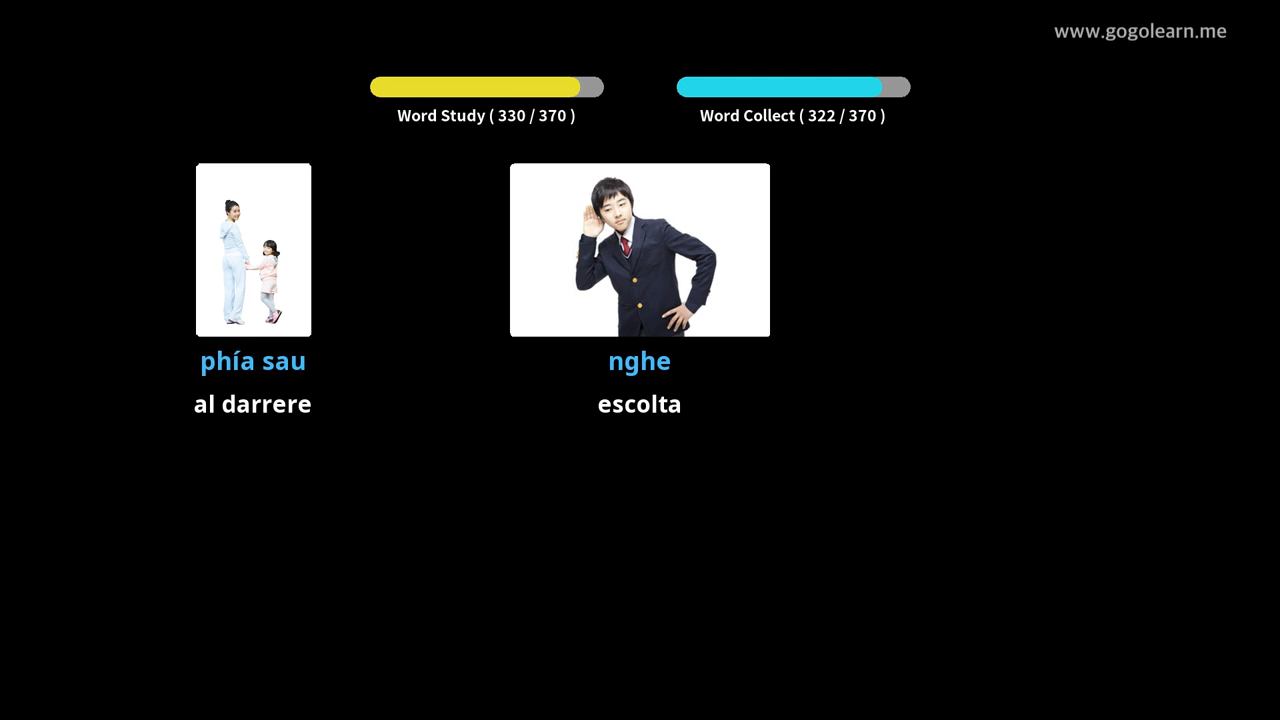 www.gogolearn.me
Word Study ( 330 / 370 )
Word Collect ( 322 / 370 )
phía sau
al darrere
nghe
escolta